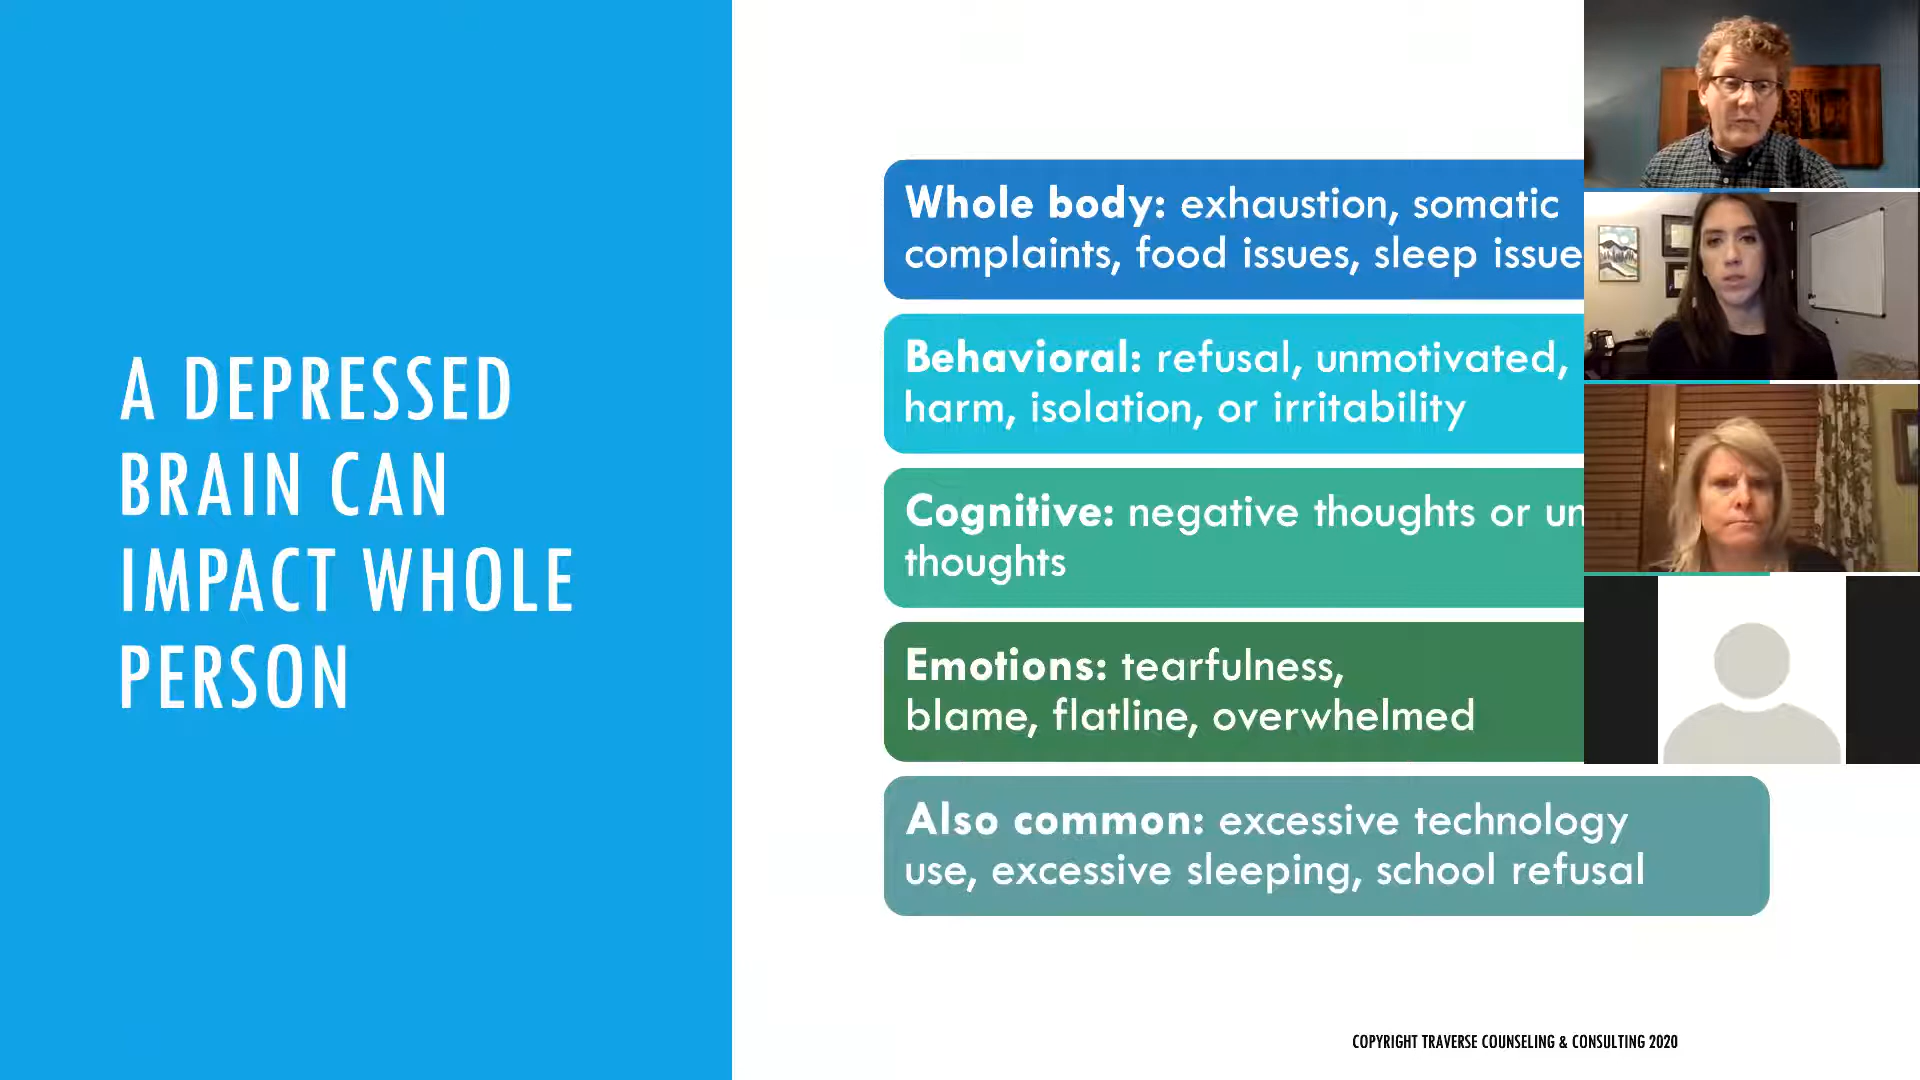 A DEPRESSED
BRAIN CAN
IMPACT WHOLE
PERSON
Whole body: exhaustion, somatic
complaints, food issues, sleep issue
Behavioral: refusal, unmotivated,
harm, isolation, or irritability
Cognitive: negative thoughts or un
thoughts
Emotions: tearfulness,
blame, flatline, overwhelmed
Also common: excessive technology
use, excessive sleeping, school refusal
COPYRIGHT TRAVERSE COUNSELING & CONSULTING 2020